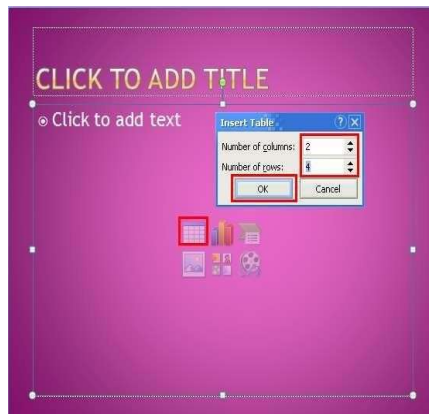 CLICK TO ADD TITLE
Click to add text
Insert Table
Number of columns: 2
Number of rows: 4
OK Cancel